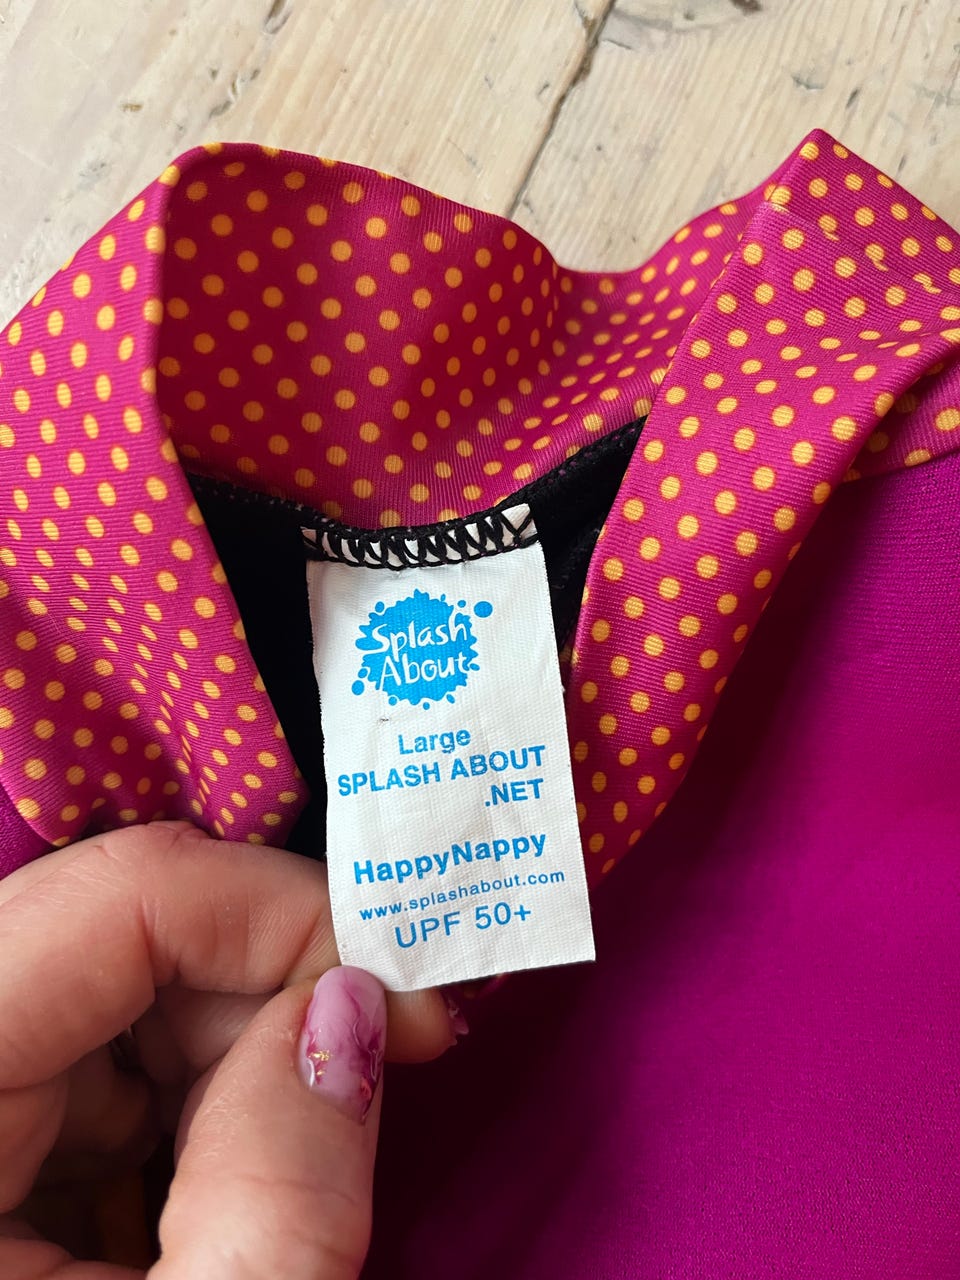 Splash
About
Large
SPLASH ABOUT
.NET
HappyNappy
www.splashabout.com
UPF 50+